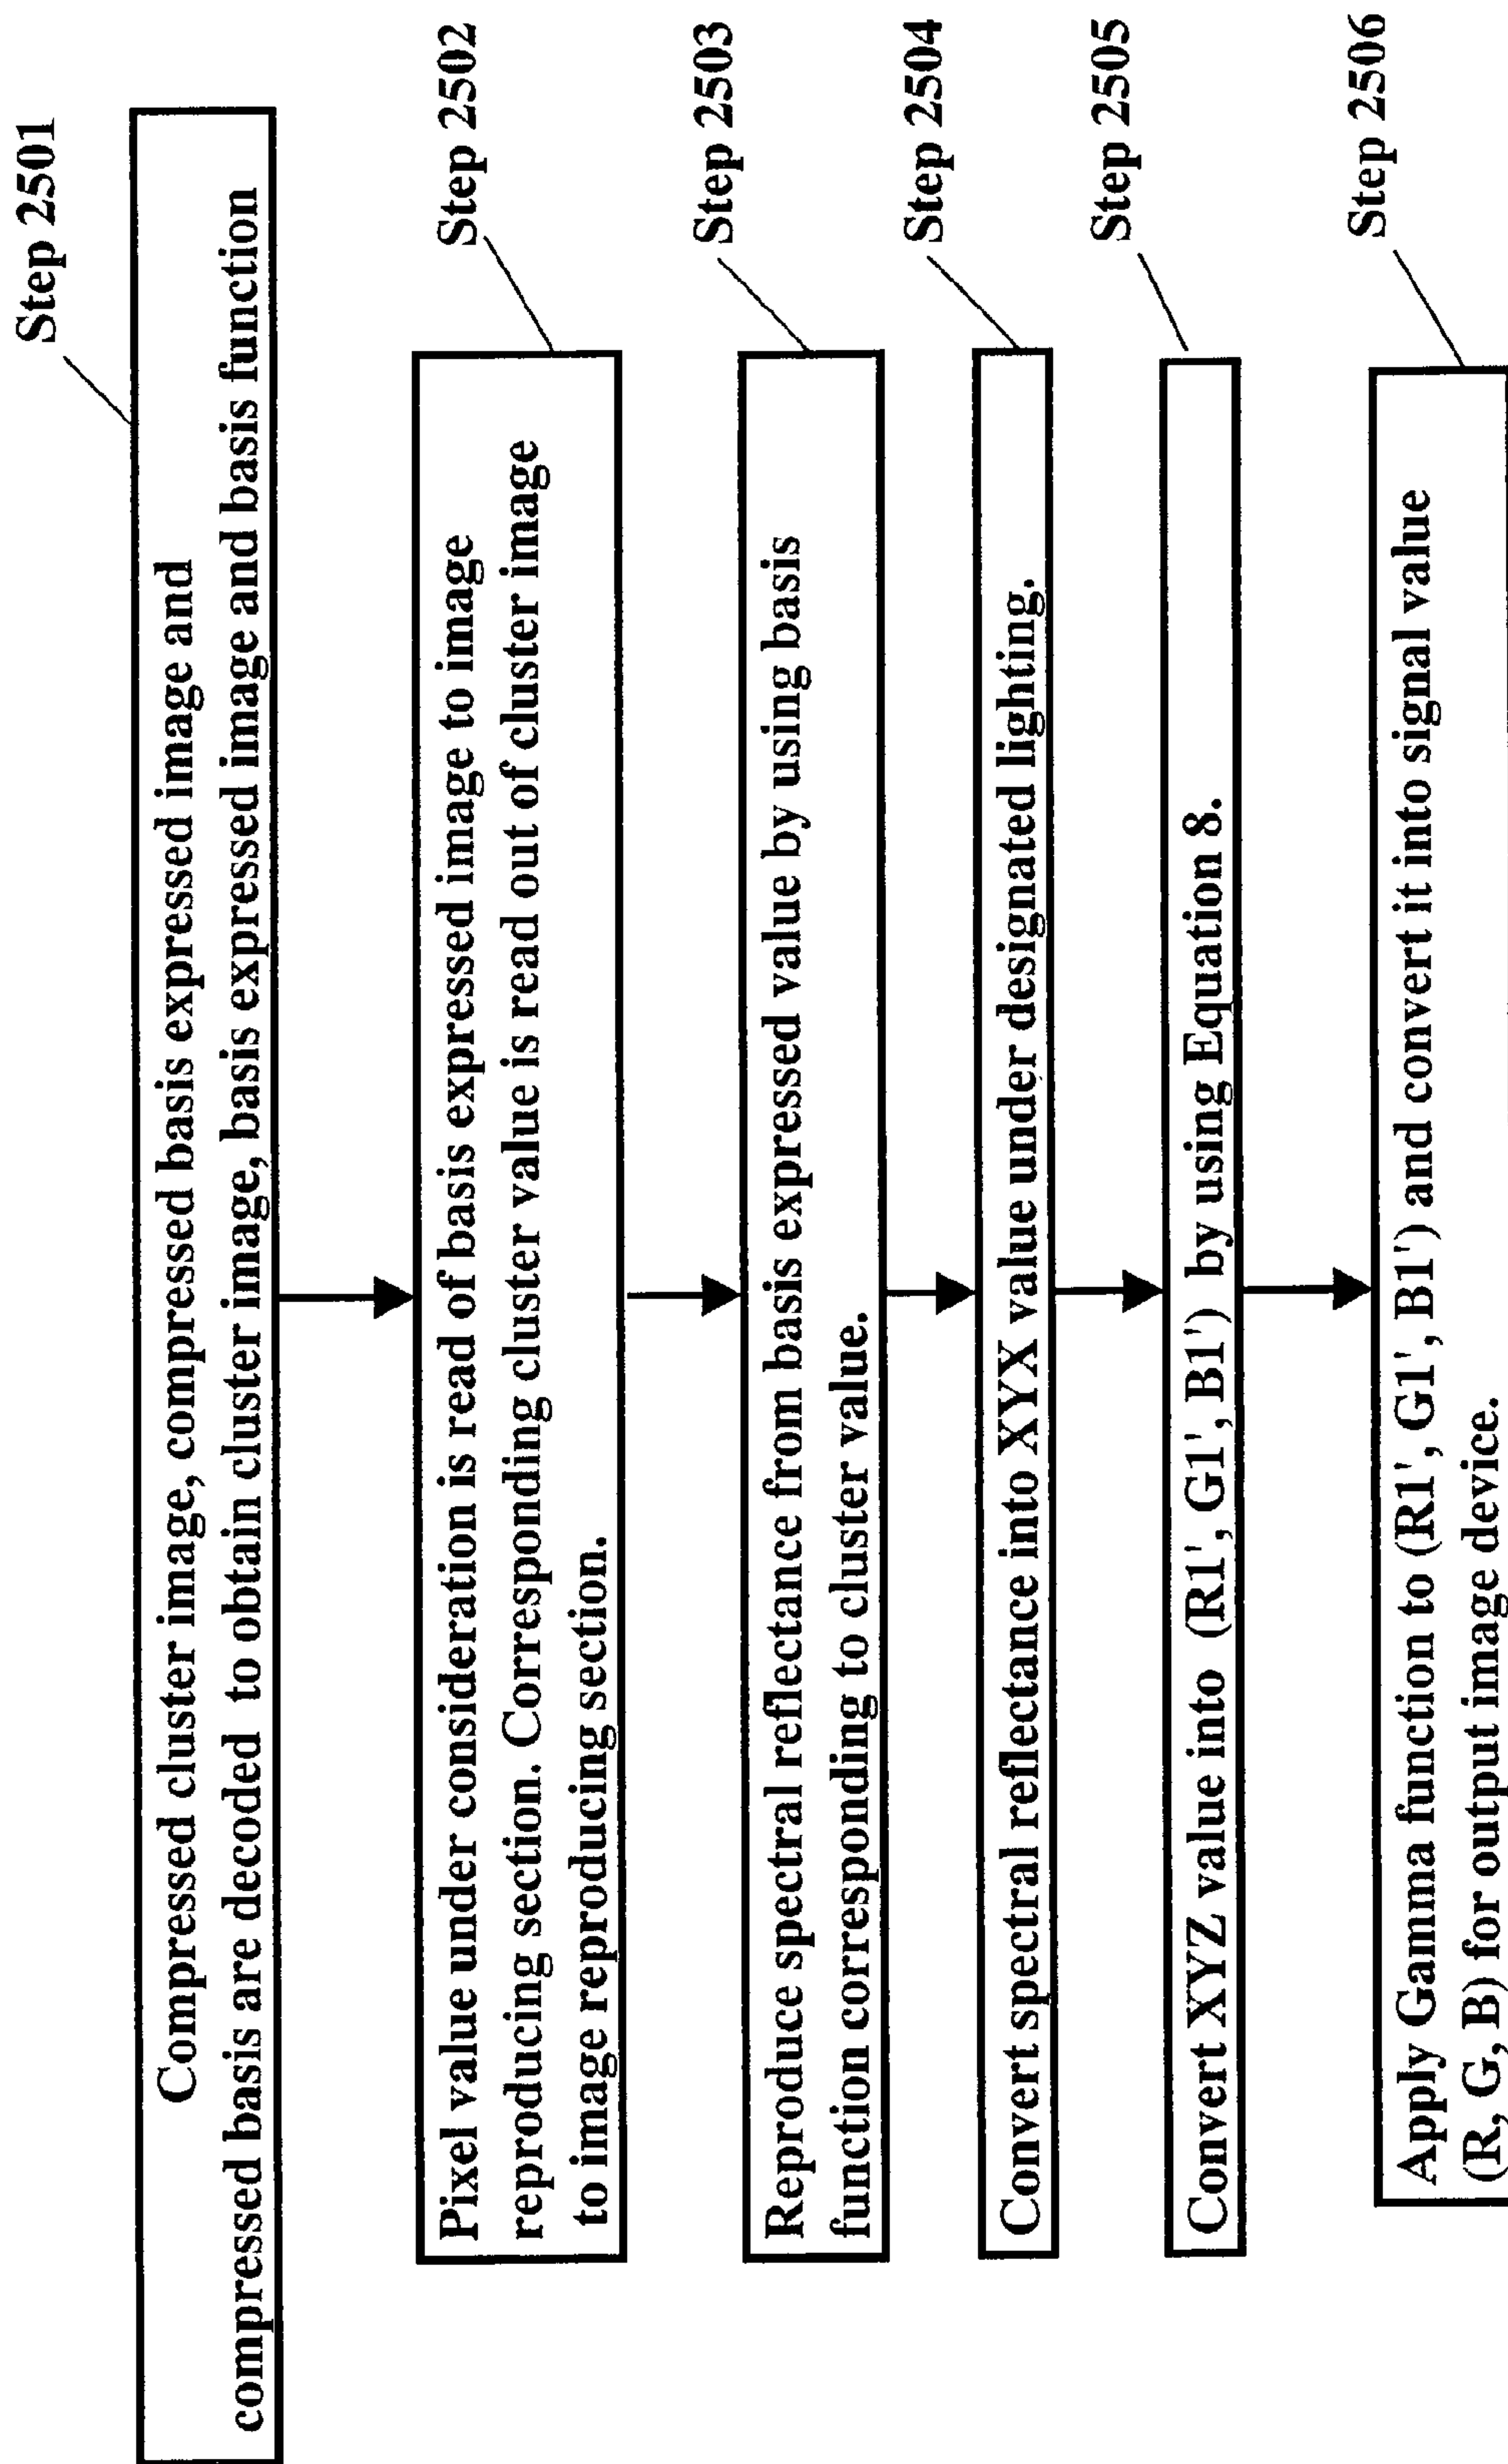 Step 2501
Compressed cluster image, compressed basis expressed image and
compressed basis are decoded to obtain cluster image, basis expressed image and basis function
Step 2502
Pixel value under consideration is read of basis expressed image to image
reproducing section. Corresponding cluster value is read out of cluster image
to image reproducing section.
Step 2503
Reproduce spectral reflectance from basis expressed value by using basis
function corresponding to cluster value.
Step 2504
Convert spectral reflectance into XYX value under designated lighting.
Step 2505
Convert XYZ value into (R1', G1', B1') by using Equation 8.
Step 2506
Apply Gamma function to (R1', G1', B1') and convert it into signal value
(R, G, B) for output image device.